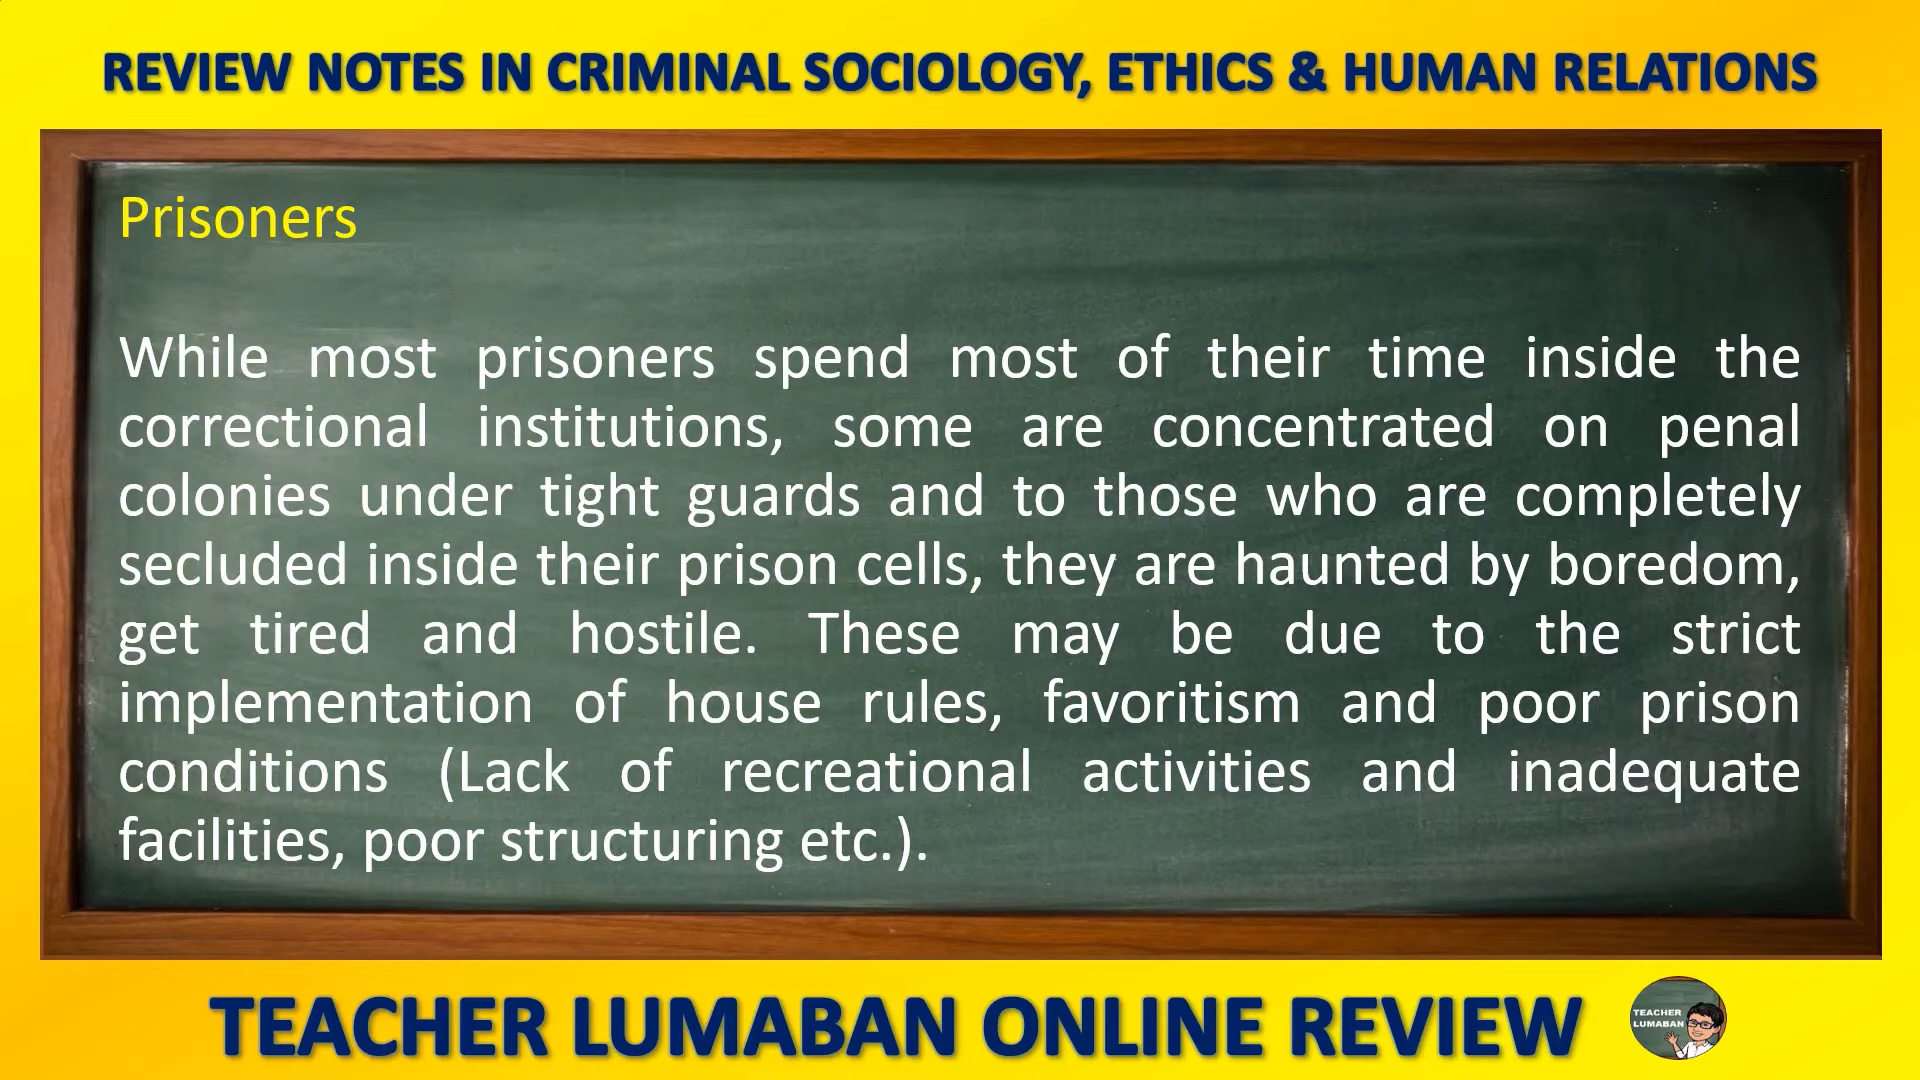 REVIEW NOTES IN CRIMINAL SOCIOLOGY, ETHICS & HUMAN RELATIONS
Prisoners
While most prisoners spend most of their time inside the
correctional institutions, some are concentrated on penal
colonies under tight guards and to those who are completely
secluded inside their prison cells, they are haunted by boredom,
get tired and hostile. These may be due to the strict
implementation of house rules, favoritism and poor prison
conditions (Lack of recreational activities and inadequate
facilities, poor structuring etc.).
TEACHER LUMABAN ONLINE REVIEW
TEACHER
LUMABAN